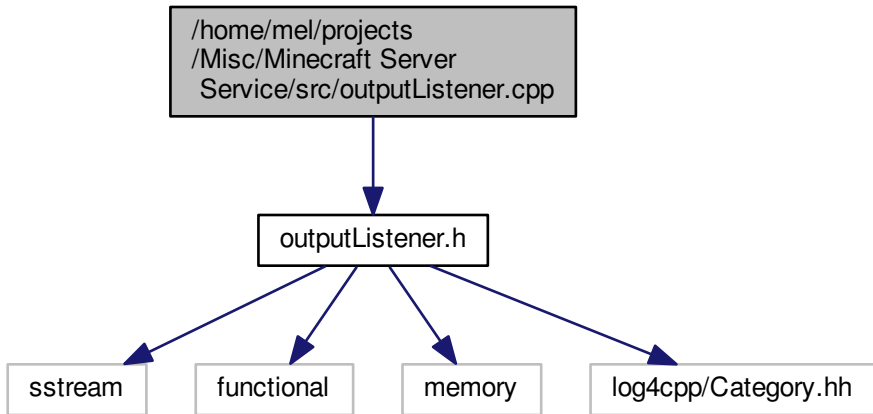 /home/mel/projects
/Misc/Minecraft Server
Service/src/outputListener.cpp
outputListener.h
sstream
functional
memory
log4cpp/Category.hh